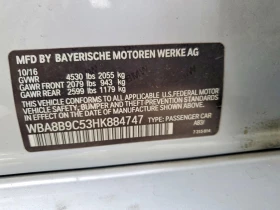 MFD BY BAYERISCHE MOTOREN WERKE AG
10/16
GVWR 4530 lbs 2055 kg
GAWR FRONT 2079 lbs 943 kg
GAWR REAR 2599 lbs 1179 kg
THIS VEHICLE CONFORMS TO ALL APPLICABLE U.S. FEDERAL MOTOR VEHICLE
SAFETY, BUMPER AND THEFT PREVENTION STANDARDS
IN EFFECT ON THE DATE OF MANUFACTURE SHOWN ABOVE
WBA8B9C53HK884747 TYPE: PASSENGER CAR